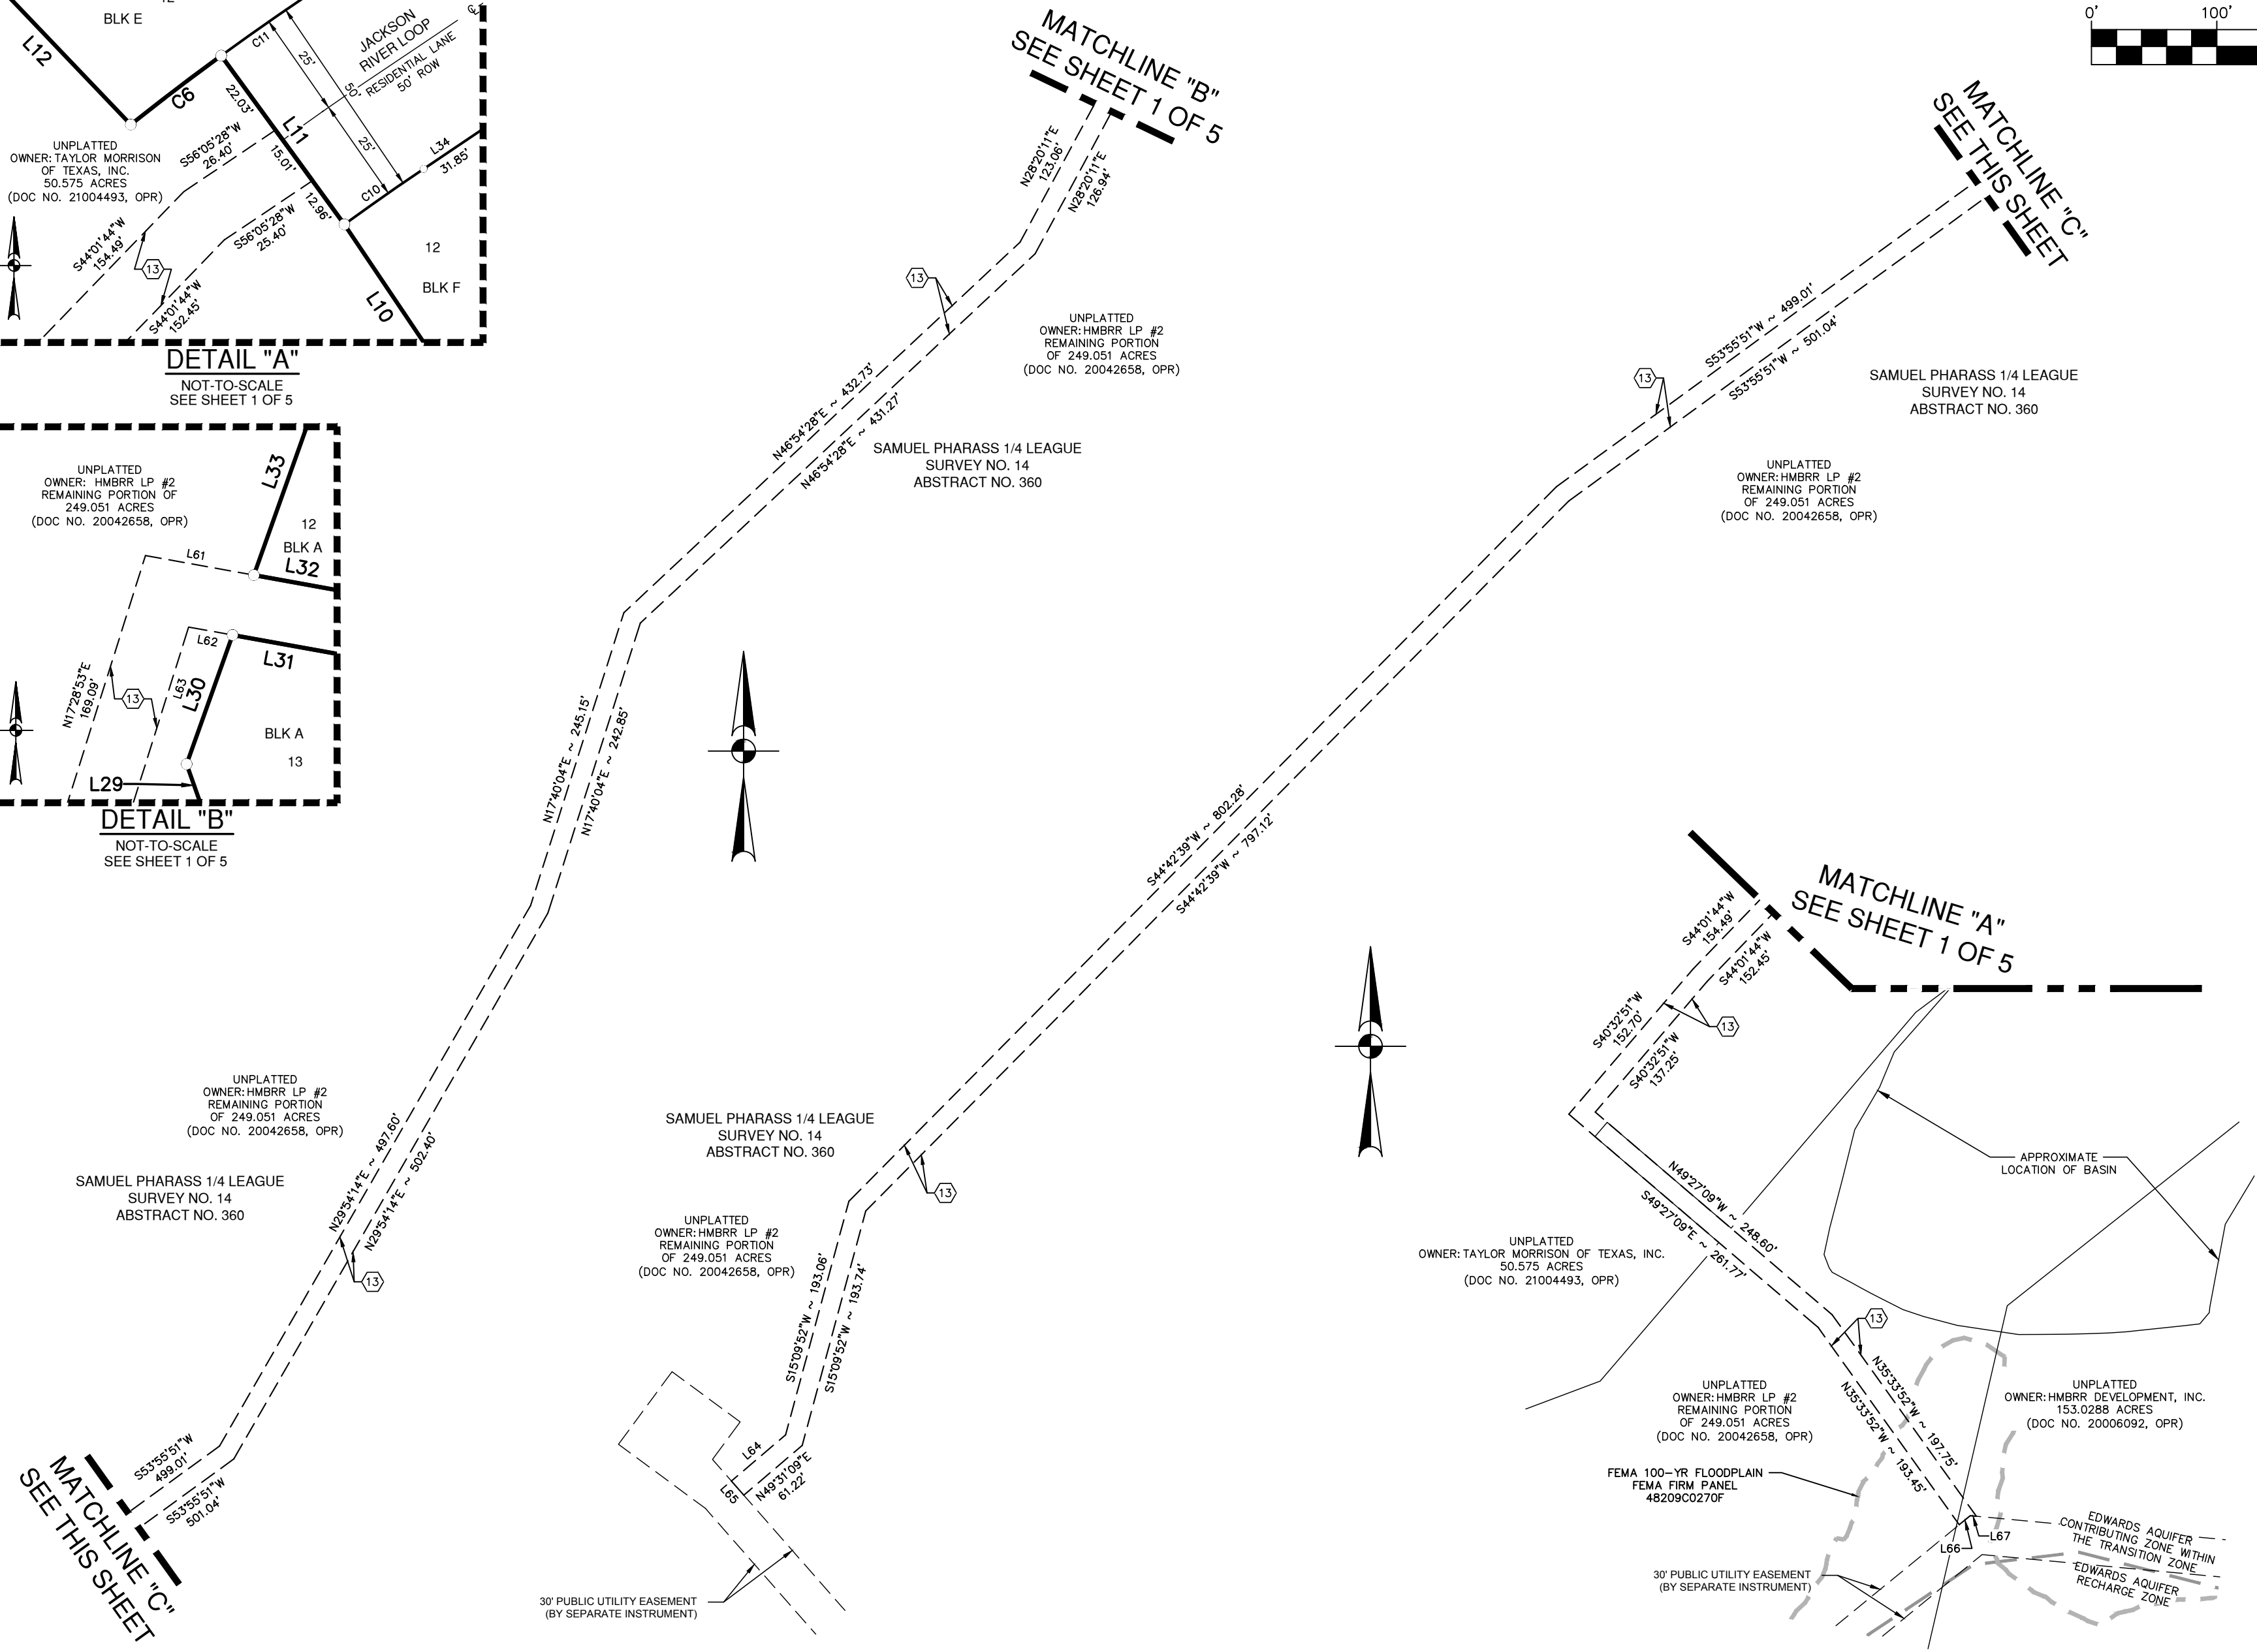 12
BLK E
L12
C6
C11
25'
50'
25'
JACKSON
RIVER LOOP
RESIDENTIAL LANE
50' ROW
22.03'
L11
15.01'
12.96'
C10
L34
31.85'
S56°05'28"W
26.40'
S56°05'28"W
25.40'
UNPLATTED
OWNER: TAYLOR MORRISON
OF TEXAS, INC.
50.575 ACRES
(DOC NO. 21004493, OPR)
S44°01'44"W
154.49'
13
S44°01'44"W
152.45'
12
BLK F
L10
DETAIL "A"
NOT-TO-SCALE
SEE SHEET 1 OF 5
UNPLATTED
OWNER: HMBRR LP #2
REMAINING PORTION OF
249.051 ACRES
(DOC NO. 20042658, OPR)
L33
12
BLK A
L61
L32
L62
L31
L63
L30
N17°28'53"E
169.09'
13
BLK A
13
L29
DETAIL "B"
NOT-TO-SCALE
SEE SHEET 1 OF 5
MATCHLINE "B"
SEE SHEET 1 OF 5
N28°20'11"E
123.06'
N28°20'11"E
126.94'
13
UNPLATTED
OWNER: HMBRR LP #2
REMAINING PORTION
OF 249.051 ACRES
(DOC NO. 20042658, OPR)
N46°54'28"E ~ 432.73'
N46°54'28"E ~ 431.27'
SAMUEL PHARASS 1/4 LEAGUE
SURVEY NO. 14
ABSTRACT NO. 360
N17°40'04"E ~ 245.15'
N17°40'04"E ~ 242.85'
UNPLATTED
OWNER: HMBRR LP #2
REMAINING PORTION
OF 249.051 ACRES
(DOC NO. 20042658, OPR)
SAMUEL PHARASS 1/4 LEAGUE
SURVEY NO. 14
ABSTRACT NO. 360
N29°54'14"E ~ 497.60'
N29°54'14"E ~ 502.40'
13
S53°55'51"W
499.01'
S53°55'51"W
501.04'
MATCHLINE "C"
SEE THIS SHEET
0'
100'
MATCHLINE "C"
SEE THIS SHEET
S53°55'51"W ~ 499.01'
S53°55'51"W ~ 501.04'
13
SAMUEL PHARASS 1/4 LEAGUE
SURVEY NO. 14
ABSTRACT NO. 360
UNPLATTED
OWNER: HMBRR LP #2
REMAINING PORTION
OF 249.051 ACRES
(DOC NO. 20042658, OPR)
S44°42'39"W ~ 802.28'
S44°42'39"W ~ 797.12'
SAMUEL PHARASS 1/4 LEAGUE
SURVEY NO. 14
ABSTRACT NO. 360
13
UNPLATTED
OWNER: HMBRR LP #2
REMAINING PORTION
OF 249.051 ACRES
(DOC NO. 20042658, OPR)
S15°09'52"W ~ 193.06'
S15°09'52"W ~ 193.74'
L64
L65
N49°31'09"E
61.22'
30' PUBLIC UTILITY EASEMENT
(BY SEPARATE INSTRUMENT)
MATCHLINE "A"
SEE SHEET 1 OF 5
S44°01'44"W
154.49'
S44°01'44"W
152.45'
S40°32'51"W
152.70'
S40°32'51"W
137.25'
13
APPROXIMATE
LOCATION OF BASIN
N49°27'09"W ~ 248.60'
S49°27'09"E ~ 261.77'
UNPLATTED
OWNER: TAYLOR MORRISON OF TEXAS, INC.
50.575 ACRES
(DOC NO. 21004493, OPR)
13
N35°33'52"W ~ 197.75'
N35°33'52"W ~ 193.45'
UNPLATTED
OWNER: HMBRR LP #2
REMAINING PORTION
OF 249.051 ACRES
(DOC NO. 20042658, OPR)
UNPLATTED
OWNER: HMBRR DEVELOPMENT, INC.
153.0288 ACRES
(DOC NO. 20006092, OPR)
FEMA 100-YR FLOODPLAIN
FEMA FIRM PANEL
48209C0270F
L66
L67
EDWARDS AQUIFER
CONTRIBUTING ZONE WITHIN
THE TRANSITION ZONE
EDWARDS AQUIFER
RECHARGE ZONE
30' PUBLIC UTILITY EASEMENT
(BY SEPARATE INSTRUMENT)